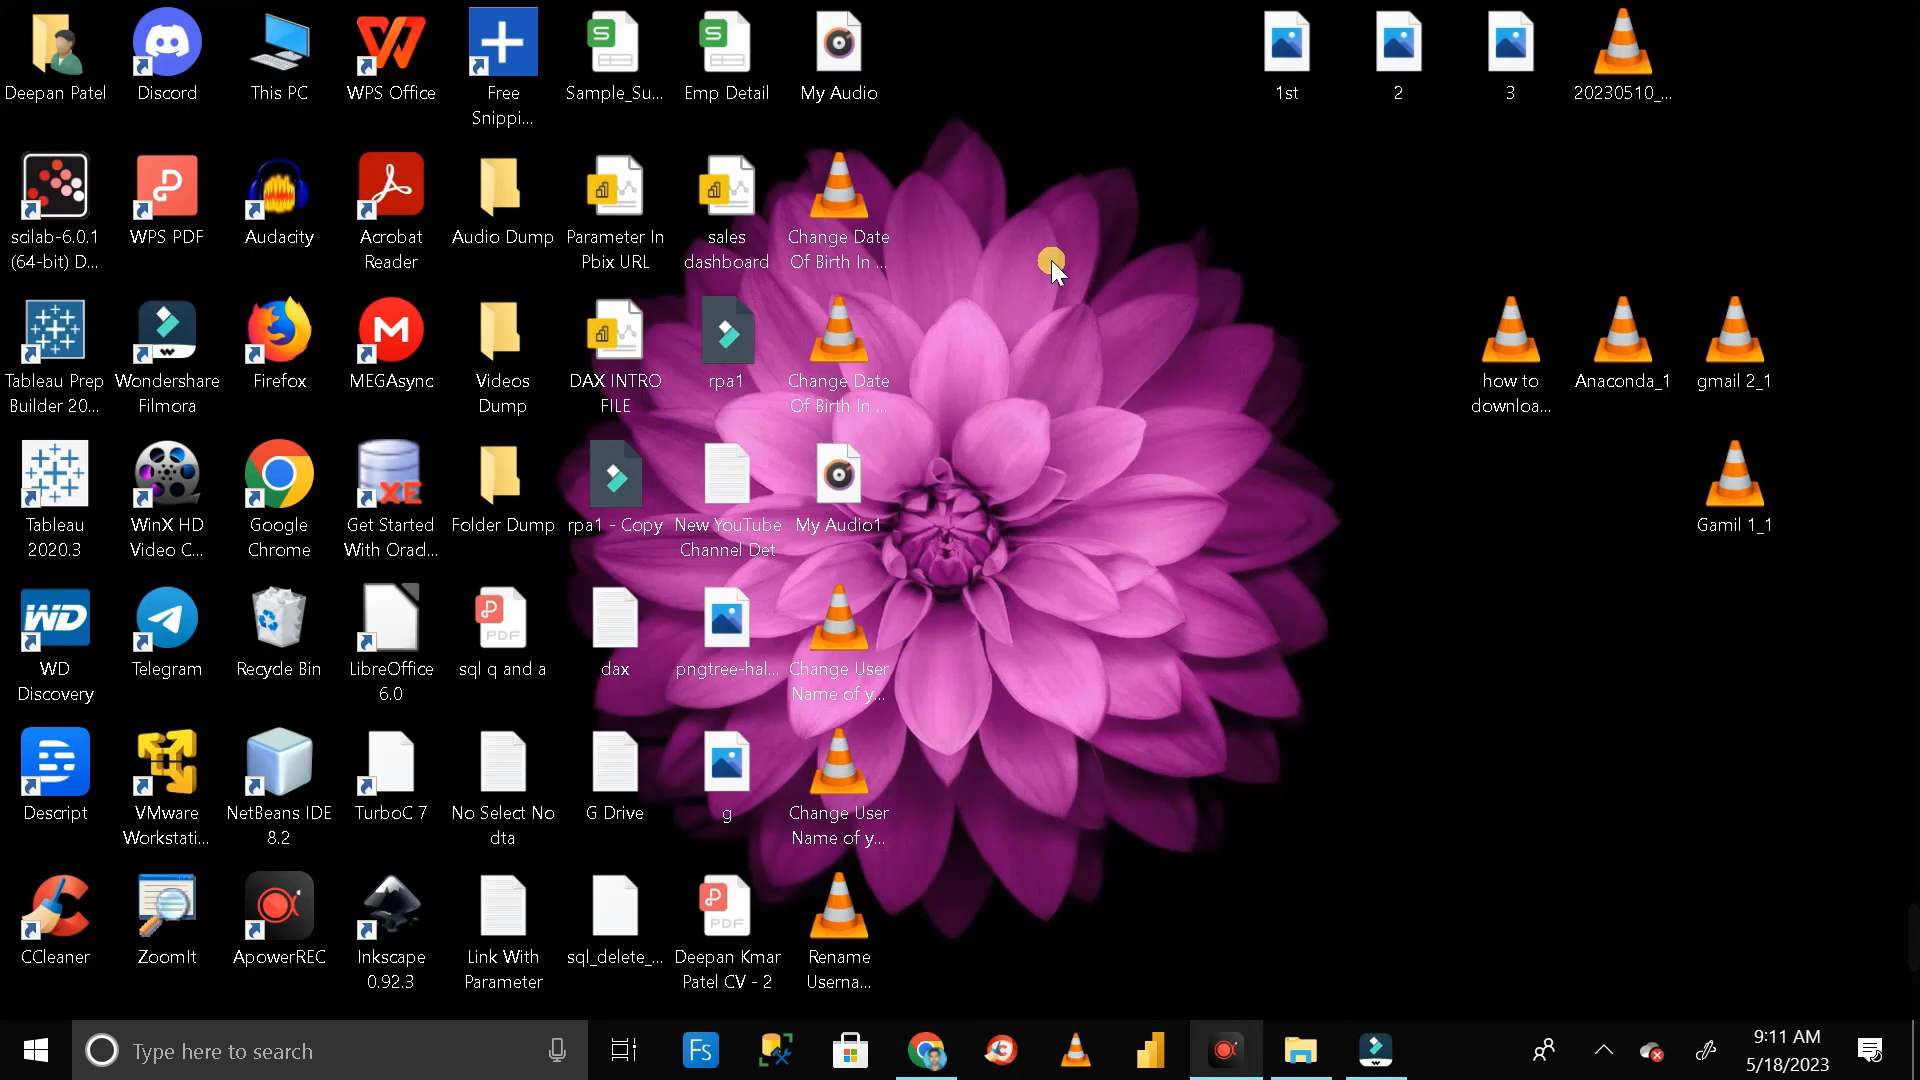 Deepan Patel
Discord
This PC
WPS Office
Free
Snippi...
Sample_Su...
Emp Detail
My Audio
1st
2
3
20230510_...
scilab-6.0.1
(64-bit) D...
WPS PDF
Audacity
Acrobat
Reader
Audio Dump
Parameter In
Pbix URL
sales
dashboard
Change Date
Of Birth In ...
Tableau Prep
Builder 20...
Wondershare
Filmora
Firefox
MEGAsync
Videos
Dump
DAX INTRO
FILE
rpa1
Change Date
Of Birth In ...
how to
downloa...
Anaconda_1
gmail 2_1
Tableau
2020.3
WinX HD
Video C...
Google
Chrome
XE
Get Started
With Oracl...
Folder Dump
rpa1 - Copy
New YouTube
Channel Det
My Audio1
Gamil 1_1
WD
WD
Discovery
Telegram
Recycle Bin
LibreOffice
6.0
PDF
sql q and a
dax
pngtree-hal...
Change User
Name of y...
Descript
VMware
Workstati...
NetBeans IDE
8.2
TurboC 7
No Select No
dta
G Drive
g
Change User
Name of y...
CCleaner
ZoomIt
ApowerREC
Inkscape
0.92.3
Link With
Parameter
sql_delete_...
PDF
Deepan Kmar
Patel CV - 2
Rename
Userna...
Type here to search
Fs
9:11 AM
5/18/2023